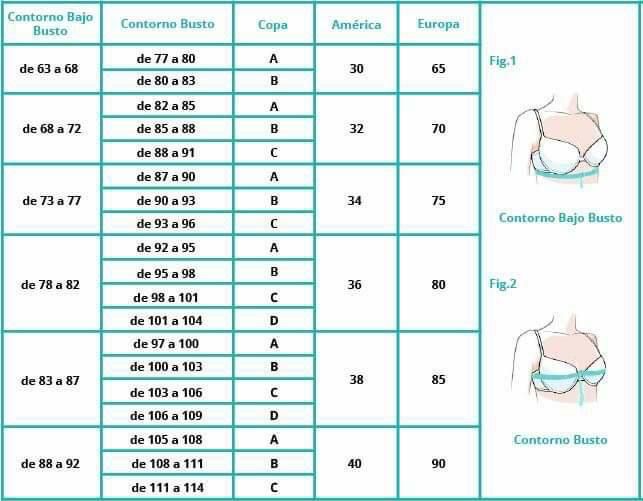 Contorno Bajo Busto Contorno Busto Copa América Europa
de 63 a 68 de 77 a 80 A 30 65
de 80 a 83 B
de 68 a 72 de 82 a 85 A 32 70
de 85 a 88 B
de 88 a 91 C
de 73 a 77 de 87 a 90 A 34 75
de 90 a 93 B
de 93 a 96 C
de 78 a 82 de 92 a 95 A 36 80
de 95 a 98 B
de 98 a 101 C
de 101 a 104 D
de 83 a 87 de 97 a 100 A 38 85
de 100 a 103 B
de 103 a 106 C
de 106 a 109 D
de 88 a 92 de 105 a 108 A 40 90
de 108 a 111 B
de 111 a 114 C
Fig.1
Contorno Bajo Busto
Fig.2
Contorno Busto